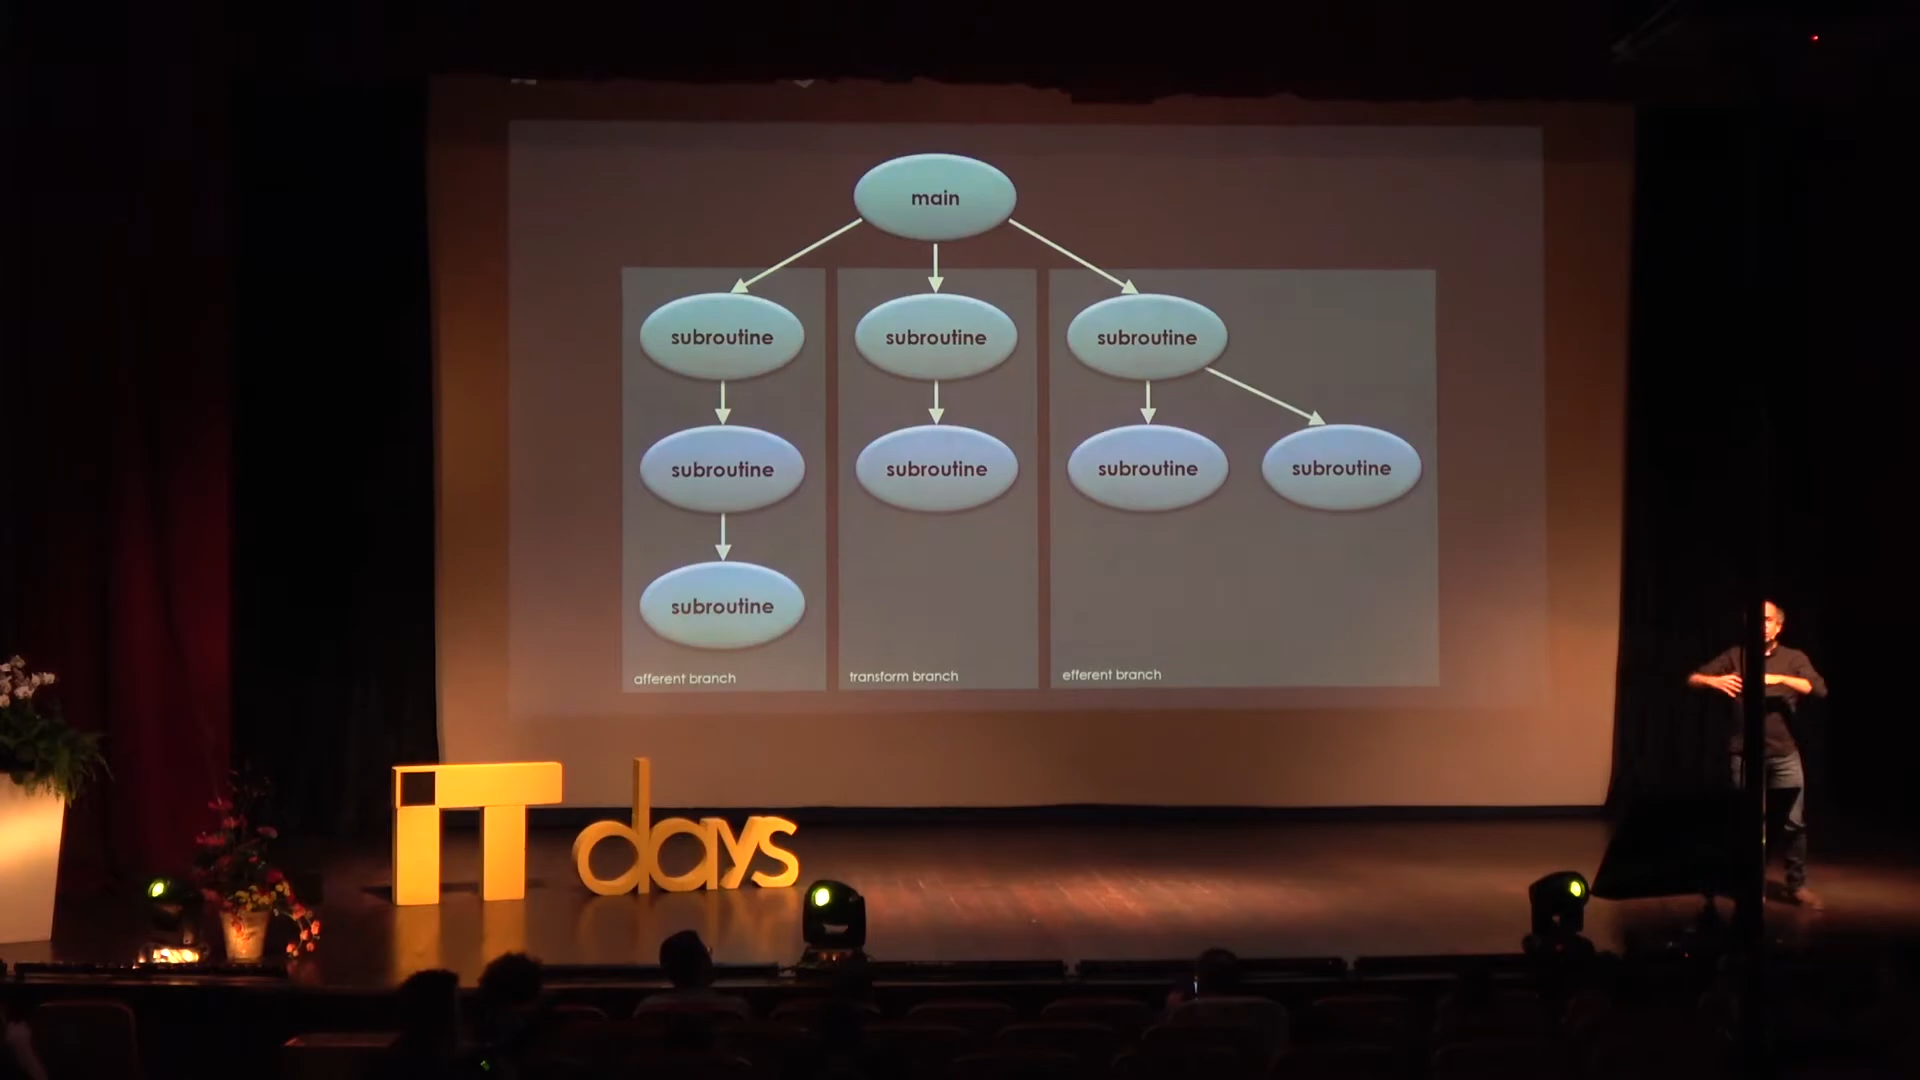 main
subroutine subroutine subroutine
subroutine subroutine subroutine subroutine
subroutine
afferent branch transform branch efferent branch
iT days